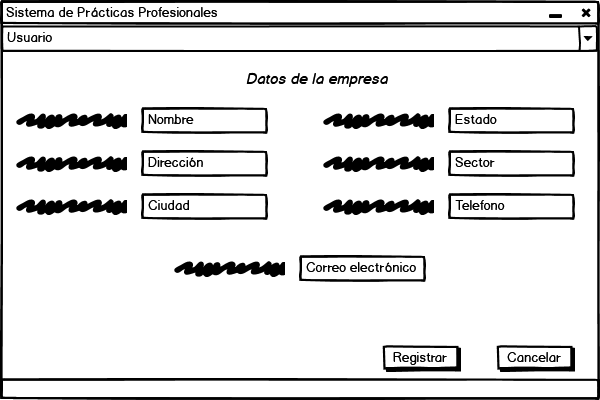 Sistema de Prácticas Profesionales
Usuario
Datos de la empresa
Nombre
Estado
Dirección
Sector
Ciudad
Telefono
Correo electrónico
Registrar
Cancelar